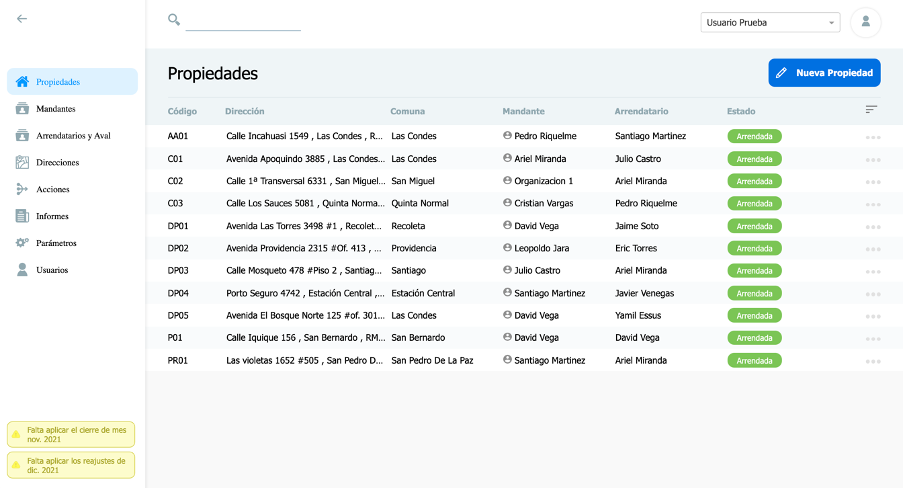 Usuario Prueba
Propiedades
Mandantes
Arrendatarios y Aval
Direcciones
Acciones
Informes
Parámetros
Usuarios
Falta aplicar el cierre de mes
nov. 2021
Falta aplicar los reajustes de
dic. 2021
Propiedades
Nueva Propiedad
Código Dirección Comuna Mandante Arrendatario Estado
AA01 Calle Incahuasi 1549 , Las Condes , R... Las Condes Pedro Riquelme Santiago Martinez Arrendada
C01 Avenida Apoquindo 3885 , Las Condes... Las Condes Ariel Miranda Julio Castro Arrendada
C02 Calle 1ª Transversal 6331 , San Miguel... San Miguel Organizacion 1 Ariel Miranda Arrendada
C03 Calle Los Sauces 5081 , Quinta Norma... Quinta Normal Cristian Vargas Pedro Riquelme Arrendada
DP01 Avenida Las Torres 3498 #1 , Recolet... Recoleta David Vega Jaime Soto Arrendada
DP02 Avenida Providencia 2315 #Of. 413 , ... Providencia Leopoldo Jara Eric Torres Arrendada
DP03 Calle Mosqueto 478 #Piso 2 , Santiag... Santiago Julio Castro Ariel Miranda Arrendada
DP04 Porto Seguro 4742 , Estación Central ,... Estación Central Santiago Martinez Javier Venegas Arrendada
DP05 Avenida El Bosque Norte 125 #of. 301... Las Condes David Vega Yamil Essus Arrendada
P01 Calle Iquique 156 , San Bernardo , RM... San Bernardo David Vega David Vega Arrendada
PR01 Las violetas 1652 #505 , San Pedro D... San Pedro De La Paz Santiago Martinez Ariel Miranda Arrendada